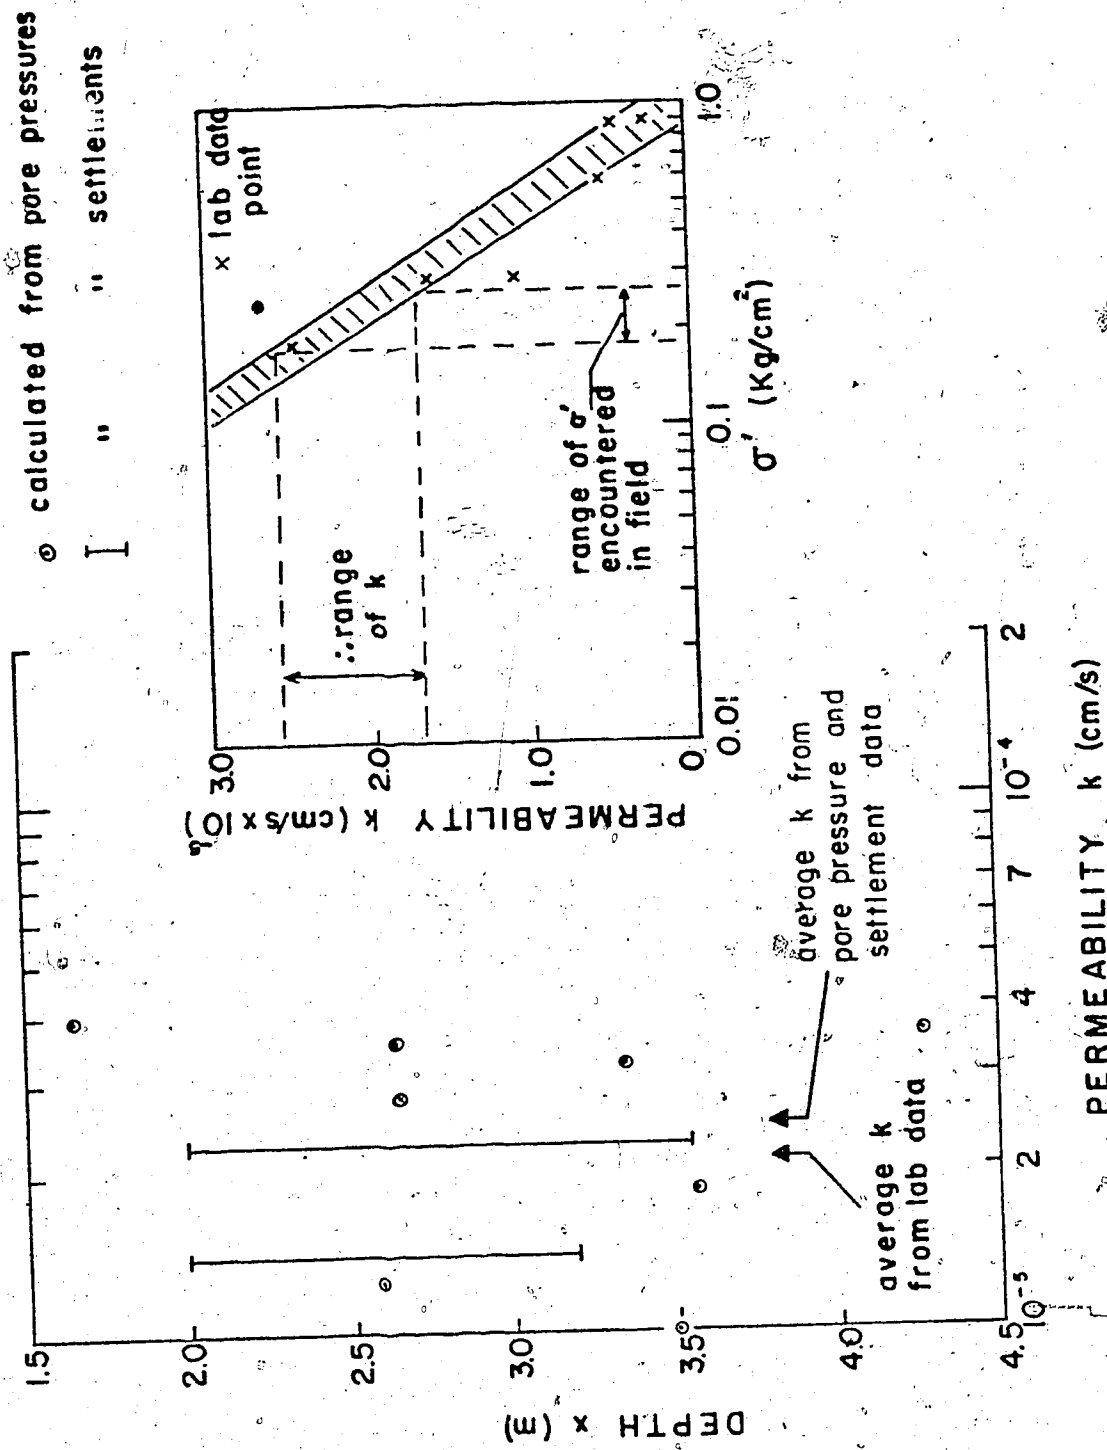 ⊙ calculated from pore pressures
" " settlements
× lab data
point
3.0
2.0
1.0
0
PERMEABILITY k (cm/s x 10⁻⁵)
∴range
of k
range of σ'
encountered
in field
0.01
0.1
1.0
σ' (Kg/cm²)
1.5
2.0
2.5
3.0
3.5
4.0
4.5
DEPTH x (m)
average k
from lab data
average k from
pore pressure and
settlement data
10⁻⁵
2
4
7
10⁻⁴
2
PERMEABILITY k (cm/s)